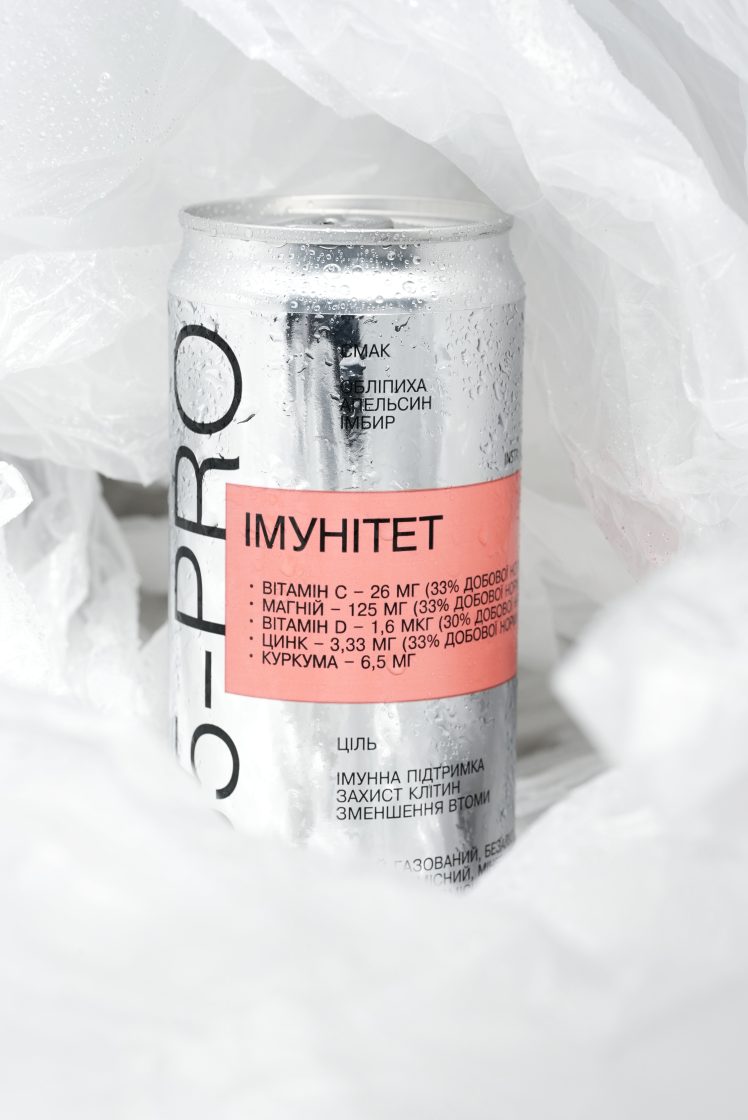 5-PRO
СМАК
ОБЛІПИХА
АПЕЛЬСИН
ІМБИР
ІМУНІТЕТ
· ВІТАМІН C – 26 МГ (33% ДОБОВОЇ
· МАГНІЙ – 125 МГ (33% ДОБОВОЇ
· ВІТАМІН D – 1,6 МКГ (30% ДОБОВОЇ
· ЦИНК – 3,33 МГ (33% ДОБОВОЇ
· КУРКУМА – 6,5 МГ
ЦІЛЬ
ІМУННА ПІДТРИМКА
ЗАХИСТ КЛІТИН
ЗМЕНШЕННЯ ВТОМИ
ГАЗОВАНИЙ,